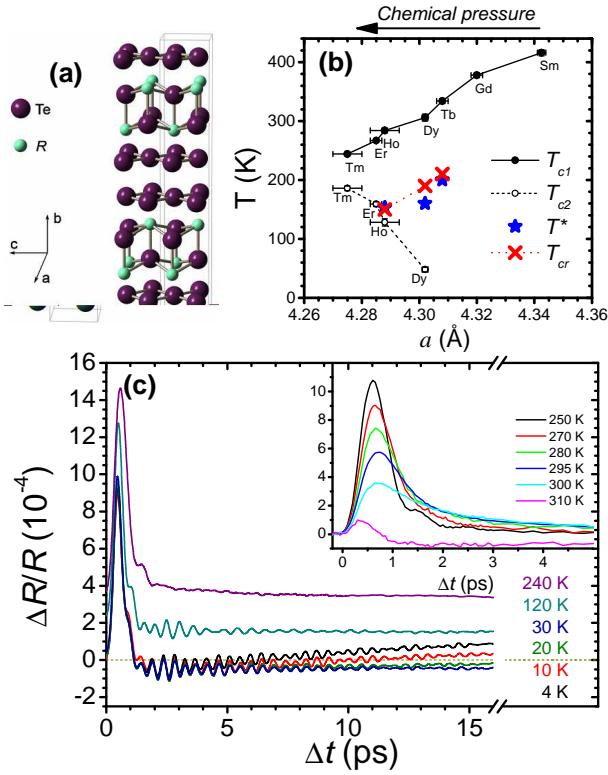 (a)
Te
R
b
c
a
Chemical pressure
(b)
T (K)
400
300
200
100
0
Sm
Gd
Tb
Dy
Ho
Er
Tm
Tm
Er
Ho
Dy
T_c1
T_c2
T*
T_cr
4.26 4.28 4.30 4.32 4.34 4.36
a (Å)
(c)
ΔR/R (10⁻⁴)
16
14
12
10
8
6
4
2
0
-2
10
8
6
4
2
0
250 K
270 K
280 K
295 K
300 K
310 K
0 1 2 3 4
Δt (ps)
240 K
120 K
30 K
20 K
10 K
4 K
0 5 10 15
Δt (ps)